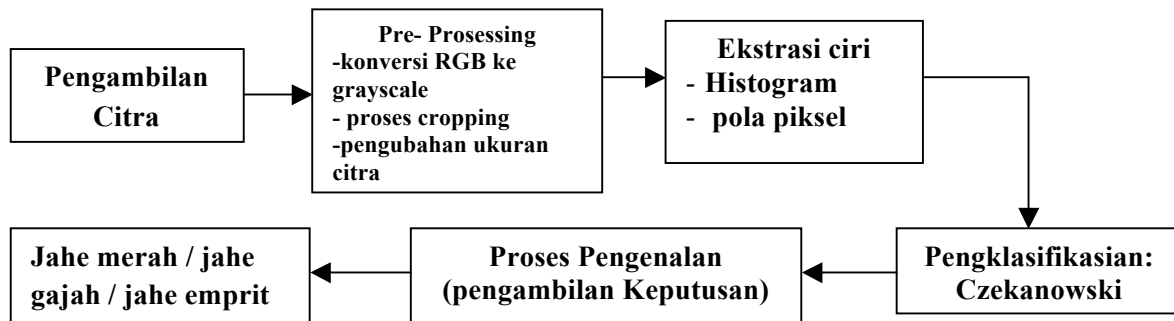 Pengambilan
Citra
Pre- Prosessing
-konversi RGB ke
grayscale
- proses cropping
-pengubahan ukuran
citra
Ekstrasi ciri
- Histogram
- pola piksel
Pengklasifikasian:
Czekanowski
Proses Pengenalan
(pengambilan Keputusan)
Jahe merah / jahe
gajah / jahe emprit